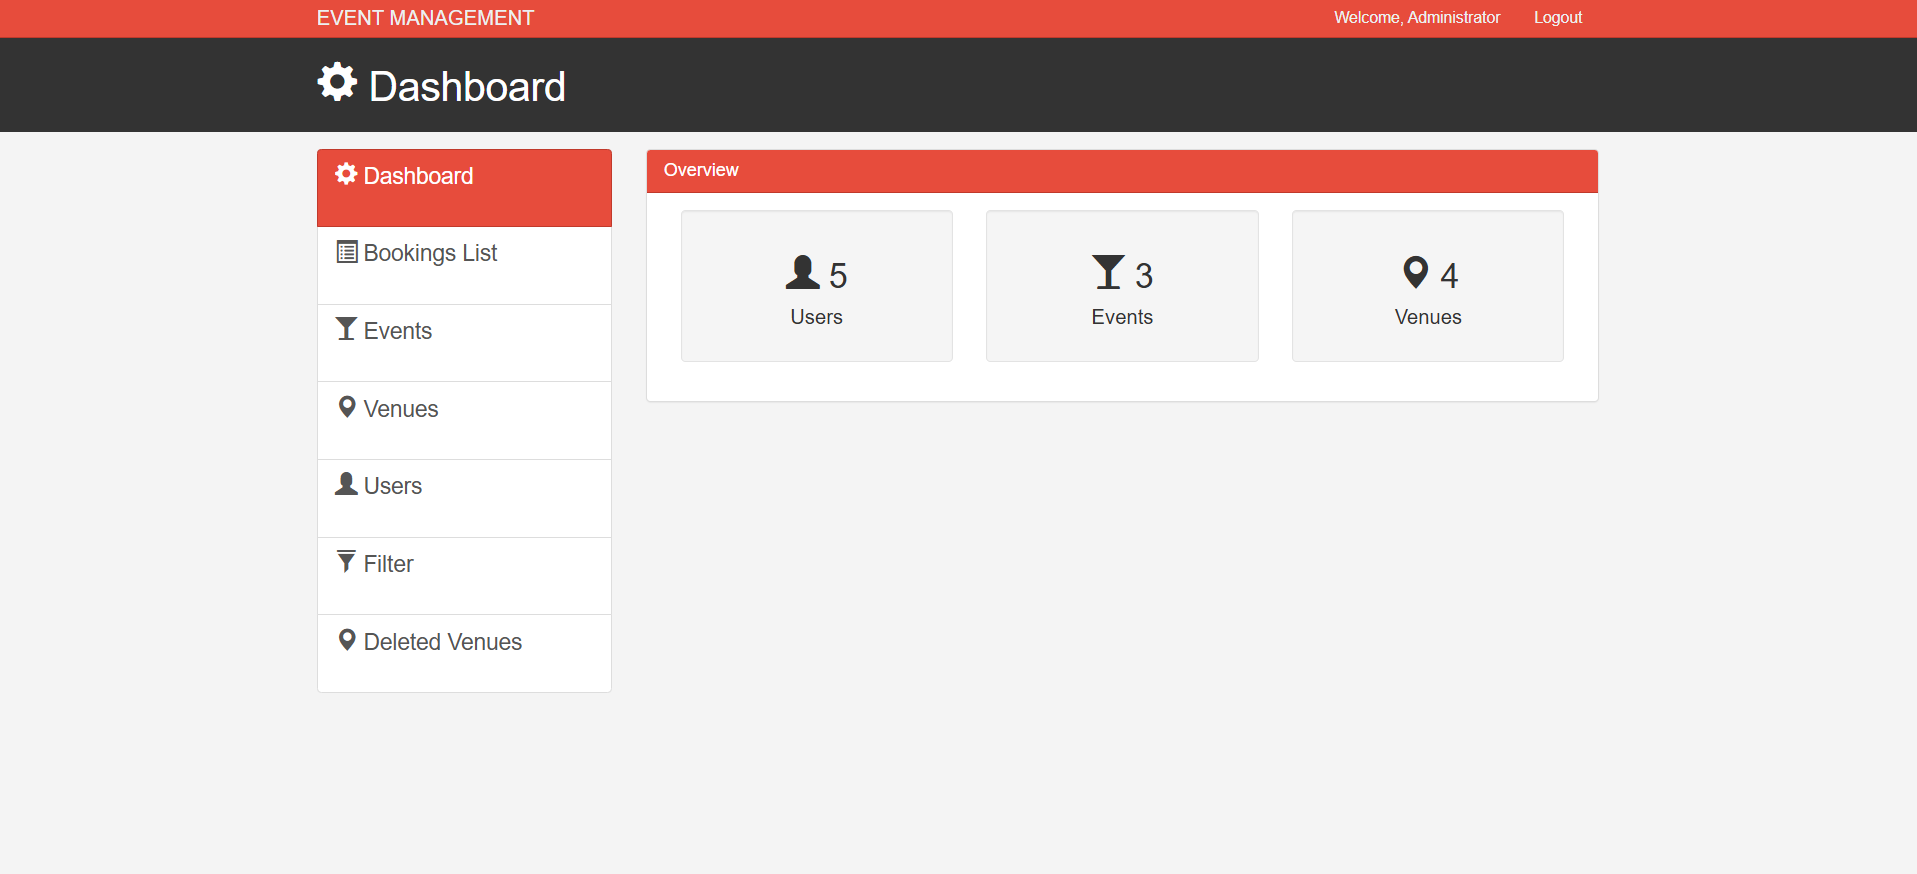 EVENT MANAGEMENT
Welcome, Administrator
Logout
Dashboard
Dashboard
Bookings List
Events
Venues
Users
Filter
Deleted Venues
Overview
5
Users
3
Events
4
Venues